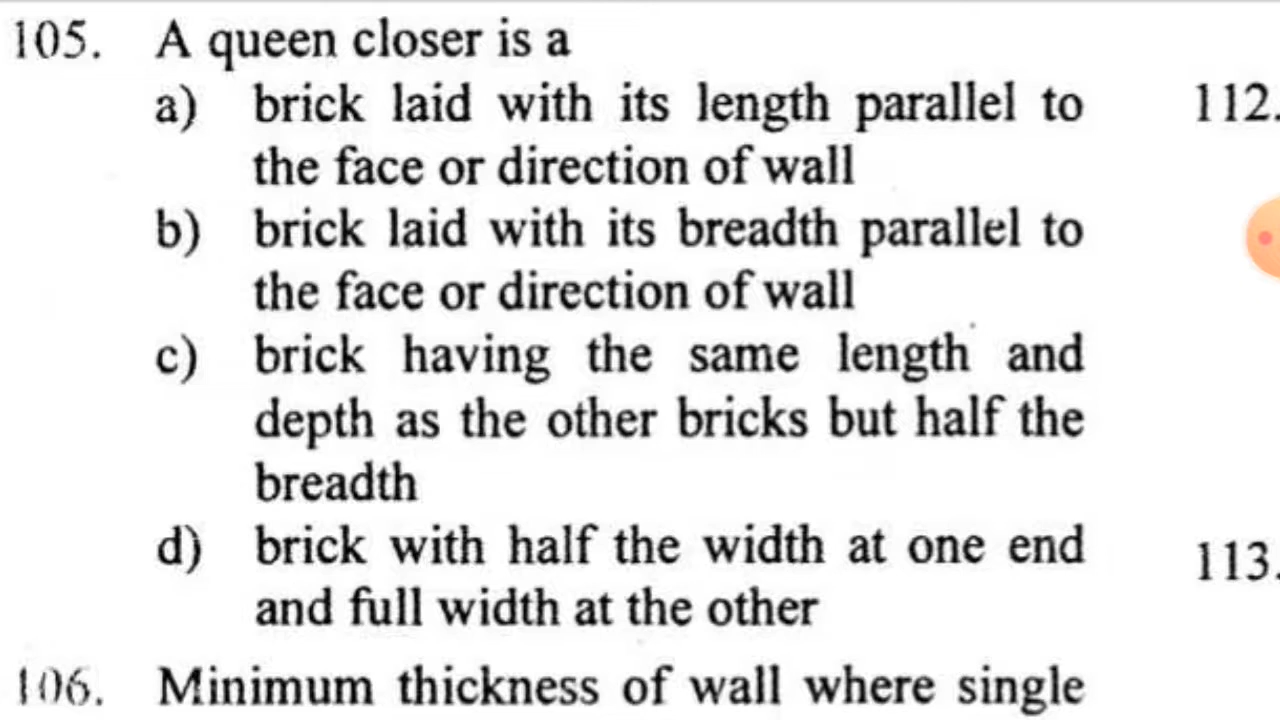 105. A queen closer is a
a) brick laid with its length parallel to
the face or direction of wall
b) brick laid with its breadth parallel to
the face or direction of wall
c) brick having the same length and
depth as the other bricks but half the
breadth
d) brick with half the width at one end
and full width at the other
106. Minimum thickness of wall where single
112.
113.